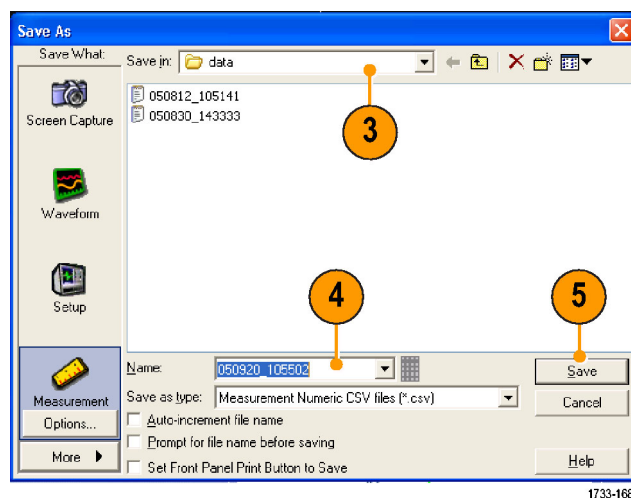 Save As
Save What:
Save in: data
050812_105141
050830_143333
3
Screen Capture
Waveform
Setup
4
5
Name: 050920_105502
Save
Measurement
Save as type: Measurement Numeric CSV files (*.csv)
Cancel
Options...
Auto-increment file name
Prompt for file name before saving
More
Set Front Panel Print Button to Save
Help
1733-168